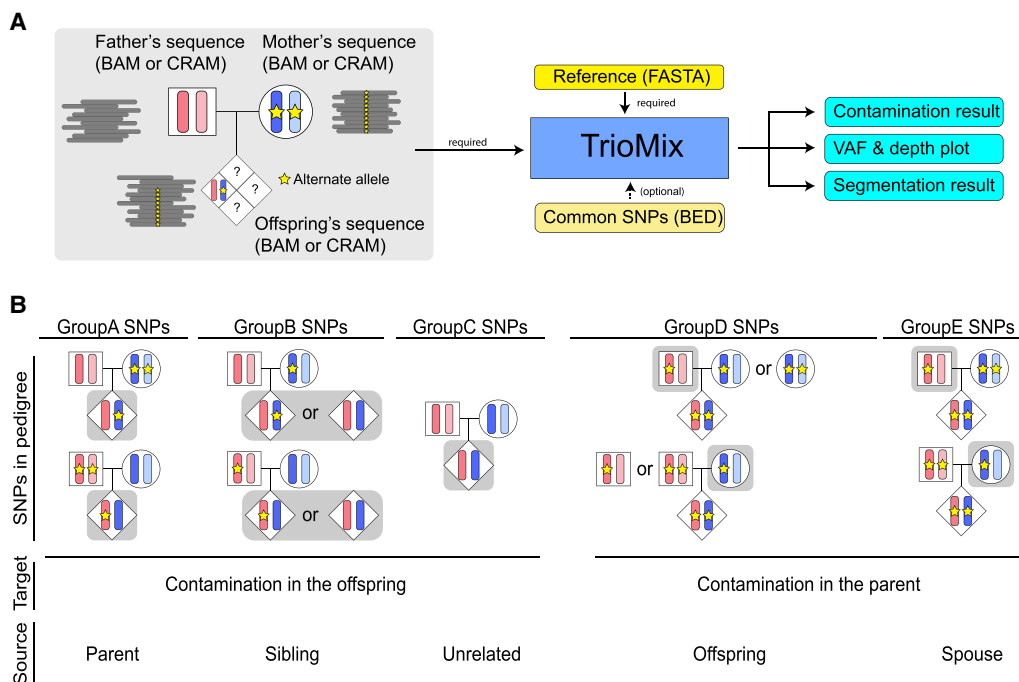 A
Father's sequence
(BAM or CRAM)
Mother's sequence
(BAM or CRAM)
?
?
?
Alternate allele
Offspring's sequence
(BAM or CRAM)
required
Reference (FASTA)
required
TrioMix
(optional)
Common SNPs (BED)
Contamination result
VAF & depth plot
Segmentation result
B
GroupA SNPs
GroupB SNPs
GroupC SNPs
GroupD SNPs
GroupE SNPs
SNPs in pedigree
or
or
or
or
Target
Contamination in the offspring
Contamination in the parent
Source
Parent
Sibling
Unrelated
Offspring
Spouse